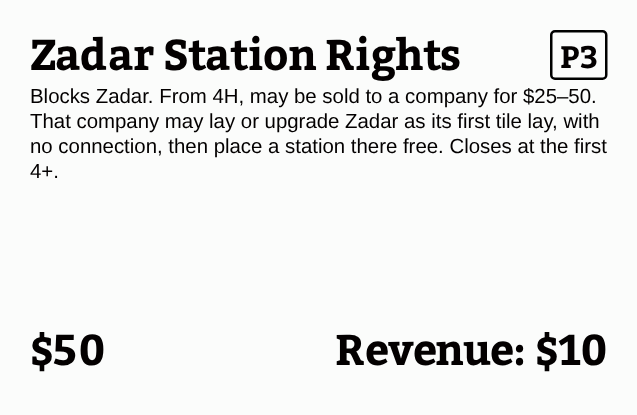 Zadar Station Rights P3
Blocks Zadar. From 4H, may be sold to a company for $25–50.
That company may lay or upgrade Zadar as its first tile lay, with
no connection, then place a station there free. Closes at the first
4+.
$50 Revenue: $10